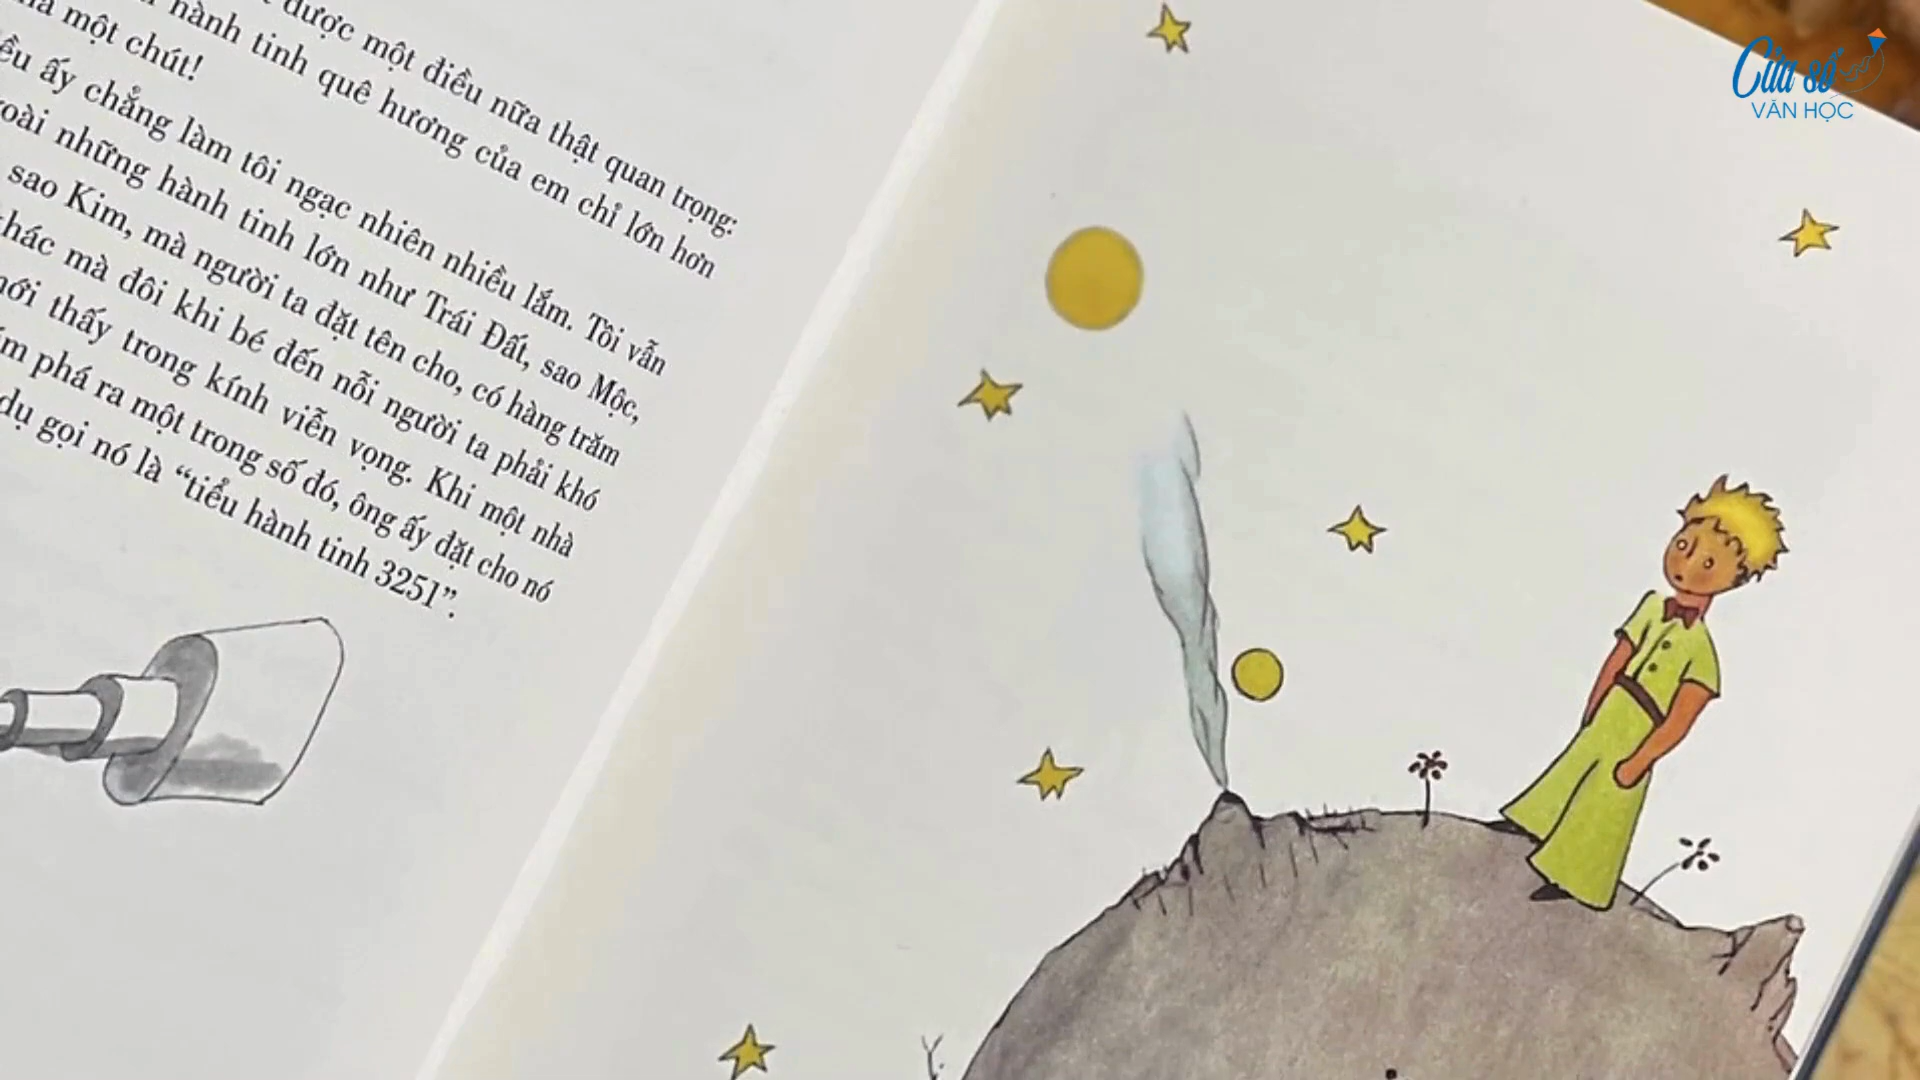 được một điều nữa thật quan trọng:
hành tinh quê hương của em chỉ lớn hơn
một chút!
ấy chẳng làm tôi ngạc nhiên nhiều lắm. Tôi vẫn
những hành tinh lớn như Trái Đất, sao Mộc,
sao Kim, mà người ta đặt tên cho, có hàng trăm
khác mà đôi khi bé đến nỗi người ta phải khó
mới thấy trong kính viễn vọng. Khi một nhà
phá ra một trong số đó, ông ấy đặt cho nó
dụ gọi nó là “tiểu hành tinh 3251”.
Cửa sổ
VĂN HỌC